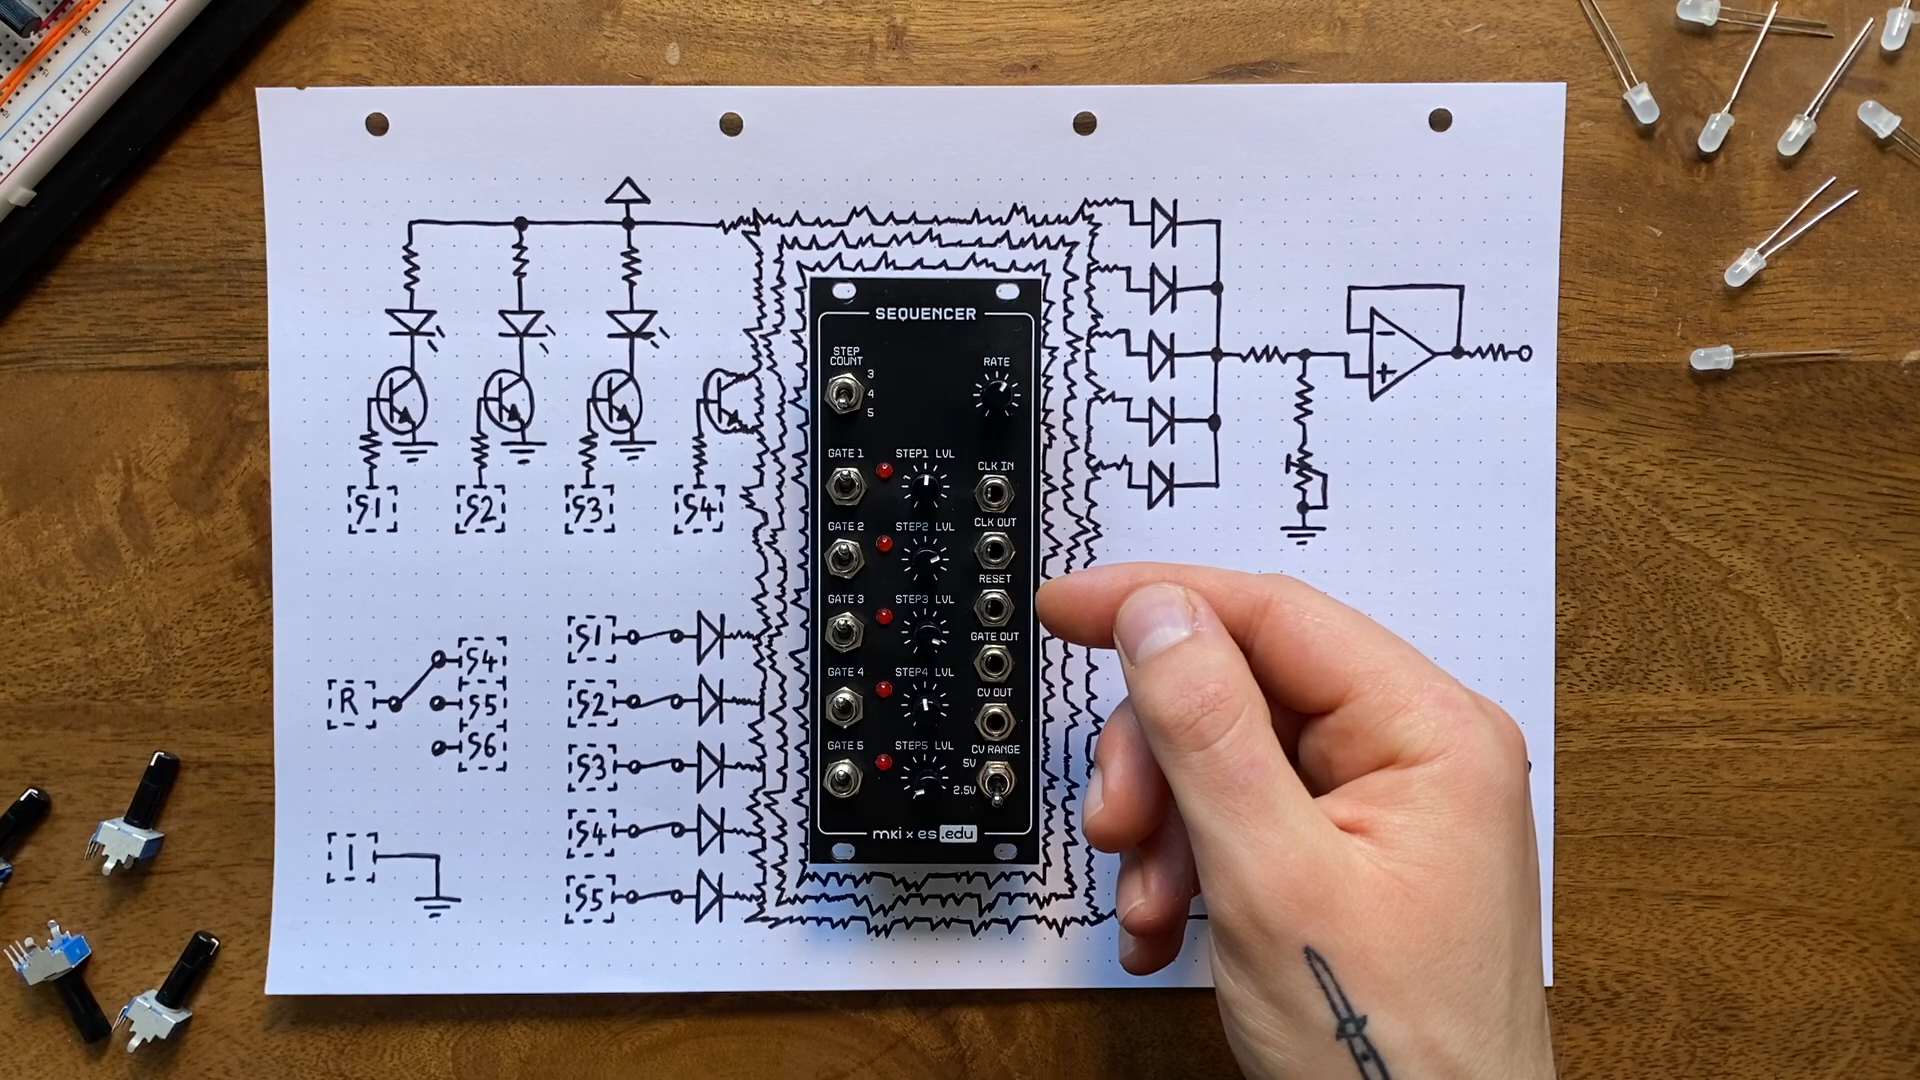 SEQUENCER
STEP
COUNT
3
4
5
RATE
GATE 1
STEP1 LVL
CLK IN
CLK OUT
GATE 2
STEP2 LVL
RESET
GATE 3
STEP3 LVL
GATE OUT
GATE 4
STEP4 LVL
CV OUT
GATE 5
STEP5 LVL
CV RANGE
5V
2.5V
mki x es.edu
S1
S2
S3
S4
R
S4
S5
S6
S1
S2
S3
S4
S5
I
-
+